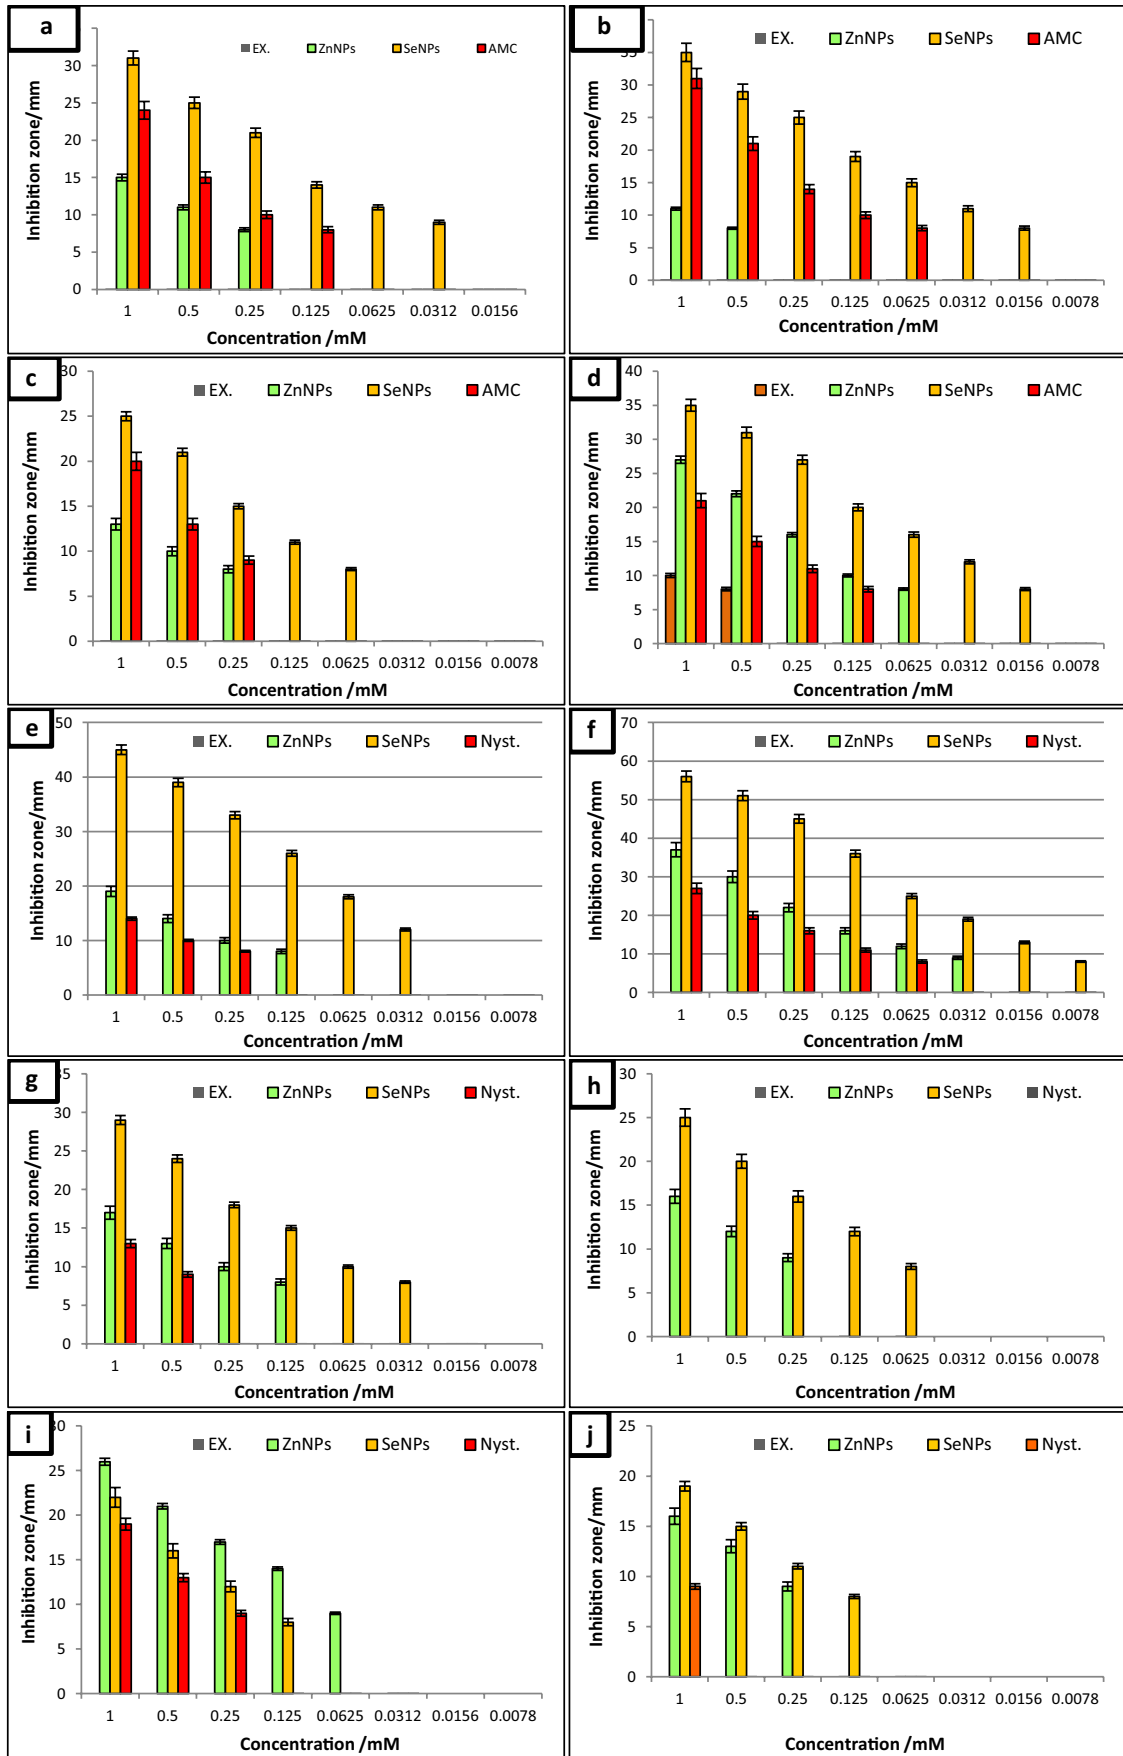 a
EX. ZnNPs SeNPs AMC
Inhibition zone/mm
30
25
20
15
10
5
0
1 0.5 0.25 0.125 0.0625 0.0312 0.0156
Concentration /mM
b
EX. ZnNPs SeNPs AMC
Inhibition zone/mm
35
30
25
20
15
10
5
0
1 0.5 0.25 0.125 0.0625 0.0312 0.0156 0.0078
Concentration /mM
c
EX. ZnNPs SeNPs AMC
Inhibition zone/mm
30
25
20
15
10
5
0
1 0.5 0.25 0.125 0.0625 0.0312 0.0156 0.0078
Concentration /mM
d
EX. ZnNPs SeNPs AMC
Inhibition zone/mm
40
35
30
25
20
15
10
5
0
1 0.5 0.25 0.125 0.0625 0.0312 0.0156 0.0078
Concentration /mM
e
EX. ZnNPs SeNPs Nyst.
Inhibition zone/mm
50
40
30
20
10
0
1 0.5 0.25 0.125 0.0625 0.0312 0.0156 0.0078
Concentration /mM
f
EX. ZnNPs SeNPs Nyst.
Inhibition zone/mm
70
60
50
40
30
20
10
0
1 0.5 0.25 0.125 0.0625 0.0312 0.0156 0.0078
Concentration /mM
g
EX. ZnNPs SeNPs Nyst.
Inhibition zone/mm
35
30
25
20
15
10
5
0
1 0.5 0.25 0.125 0.0625 0.0312 0.0156 0.0078
Concentration /mM
h
EX. ZnNPs SeNPs Nyst.
Inhibition zone/mm
30
25
20
15
10
5
0
1 0.5 0.25 0.125 0.0625 0.0312 0.0156 0.0078
Concentration /mM
i
EX. ZnNPs SeNPs Nyst.
Inhibition zone/mm
30
25
20
15
10
5
0
1 0.5 0.25 0.125 0.0625 0.0312 0.0156 0.0078
Concentration /mM
j
EX. ZnNPs SeNPs Nyst.
Inhibition zone/mm
25
20
15
10
5
0
1 0.5 0.25 0.125 0.0625 0.0312 0.0156 0.0078
Concentration /mM